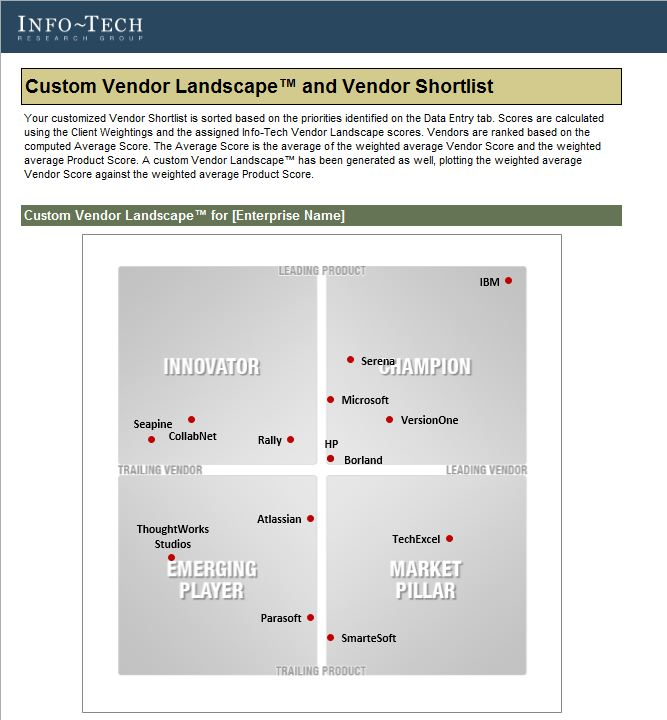 INFO~TECH
RESEARCH GROUP
Custom Vendor Landscape™ and Vendor Shortlist
Your customized Vendor Shortlist is sorted based on the priorities identified on the Data Entry tab. Scores are calculated
using the Client Weightings and the assigned Info-Tech Vendor Landscape scores. Vendors are ranked based on the
computed Average Score. The Average Score is the average of the weighted average Vendor Score and the weighted
average Product Score. A custom Vendor Landscape™ has been generated as well, plotting the weighted average
Vendor Score against the weighted average Product Score.
Custom Vendor Landscape™ for [Enterprise Name]
LEADING PRODUCT
IBM
INNOVATOR
Serena
CHAMPION
Microsoft
Seapine
CollabNet
VersionOne
Rally
HP
Borland
TRAILING VENDOR
LEADING VENDOR
Atlassian
ThoughtWorks
Studios
TechExcel
EMERGING
PLAYER
MARKET
PILLAR
Parasoft
SmarteSoft
TRAILING PRODUCT